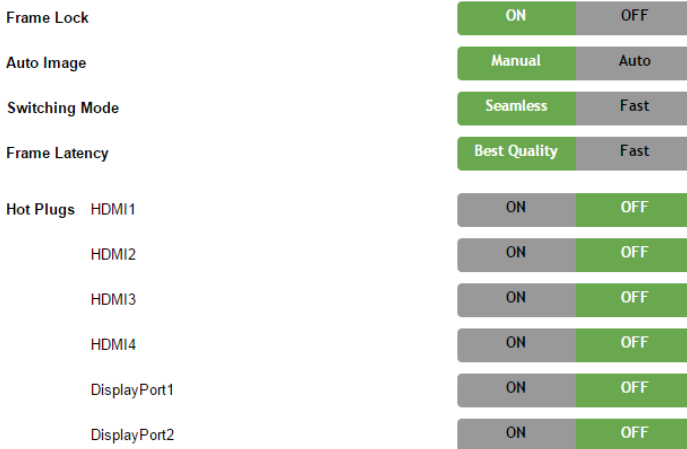 Frame Lock ON OFF
Auto Image Manual Auto
Switching Mode Seamless Fast
Frame Latency Best Quality Fast
Hot Plugs HDMI1 ON OFF
HDMI2 ON OFF
HDMI3 ON OFF
HDMI4 ON OFF
DisplayPort1 ON OFF
DisplayPort2 ON OFF